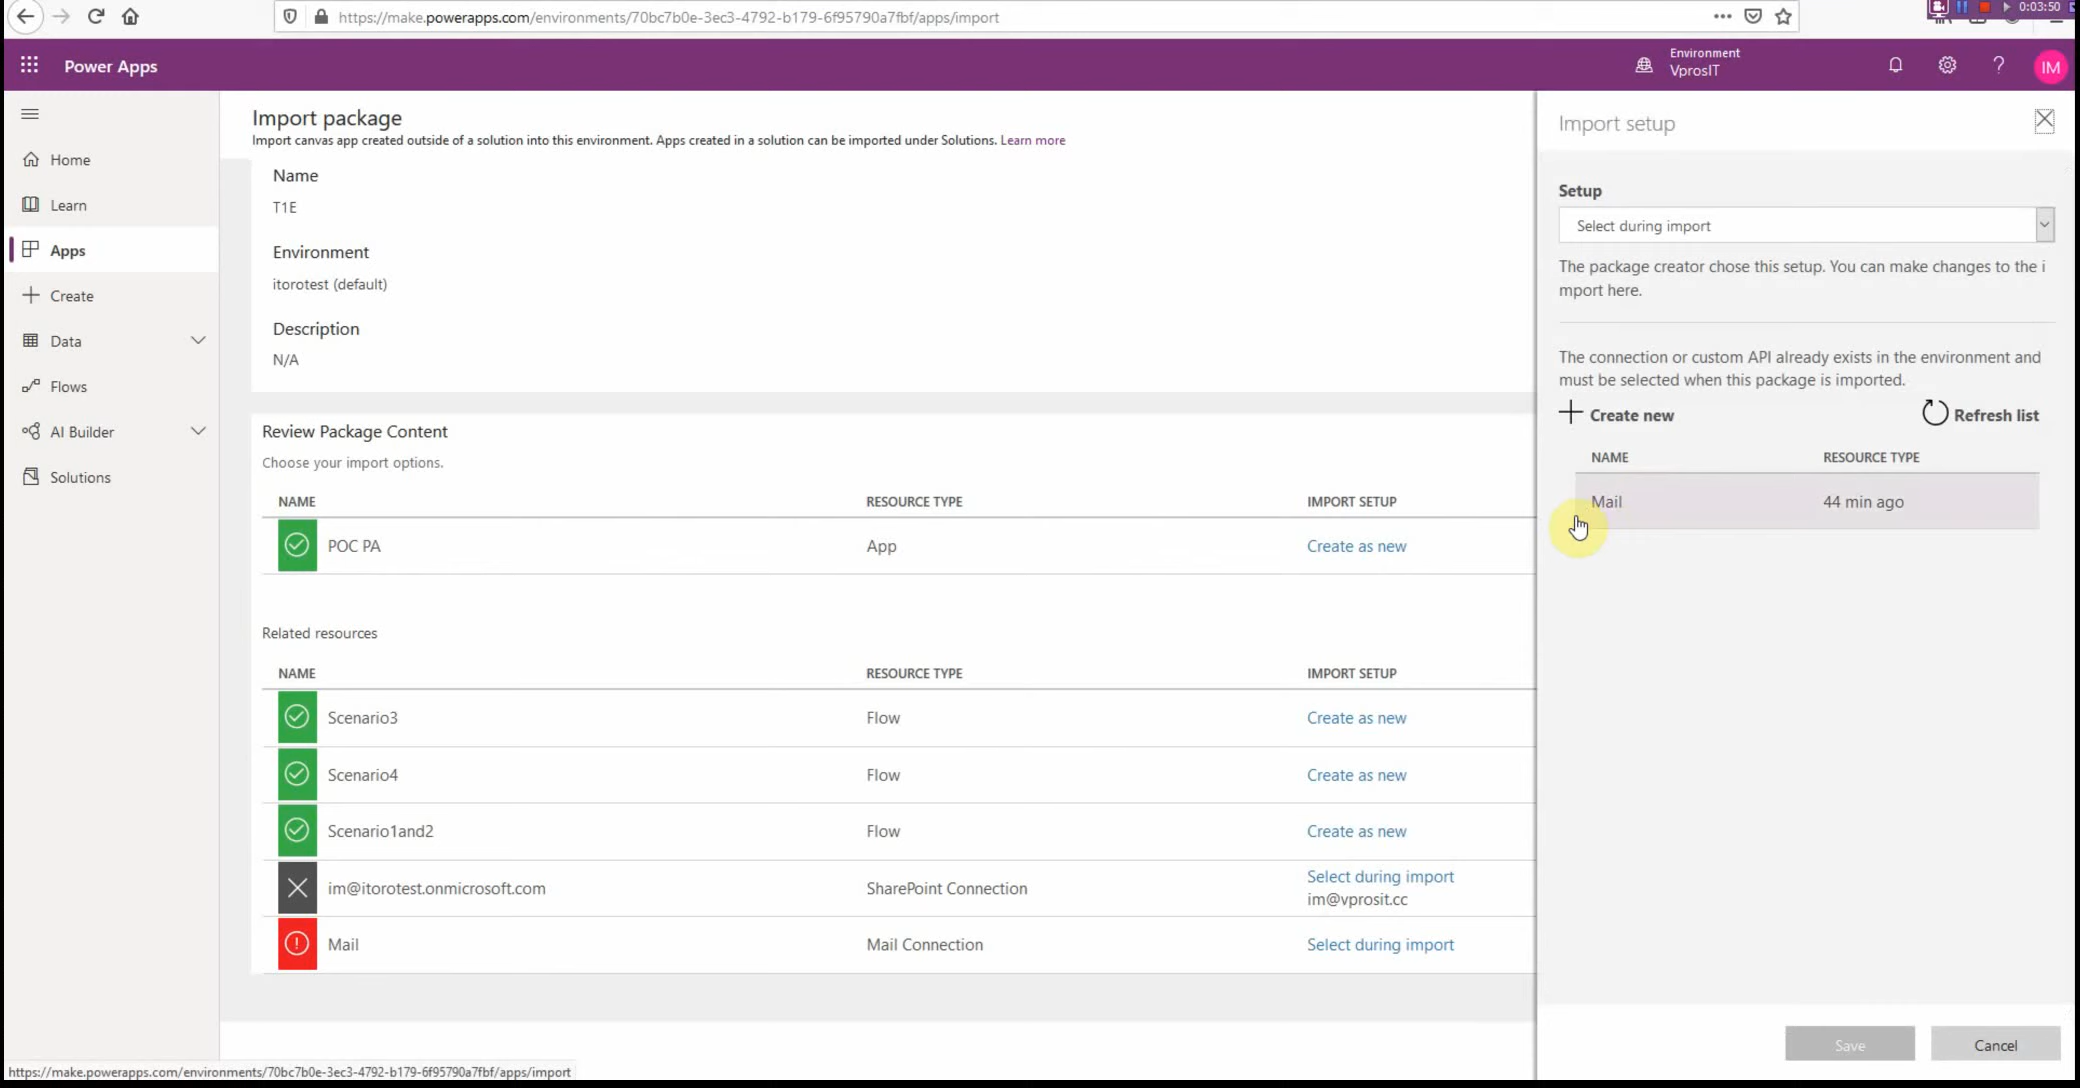 https://make.powerapps.com/environments/70bc7b0e-3ec3-4792-b179-6f95790a7fbf/apps/import
0:03:50
Power Apps
Environment
VprosIT
?
IM
Home
Learn
Apps
Create
Data
Flows
AI Builder
Solutions
Import package
Import canvas app created outside of a solution into this environment. Apps created in a solution can be imported under Solutions. Learn more
Name
T1E
Environment
itorotest (default)
Description
N/A
Review Package Content
Choose your import options.
NAME RESOURCE TYPE IMPORT SETUP
POC PA App Create as new
Related resources
NAME RESOURCE TYPE IMPORT SETUP
Scenario3 Flow Create as new
Scenario4 Flow Create as new
Scenario1and2 Flow Create as new
im@itorotest.onmicrosoft.com SharePoint Connection Select during import
im@vprosit.cc
Mail Mail Connection Select during import
Import setup
Setup
Select during import
The package creator chose this setup. You can make changes to the i
mport here.
The connection or custom API already exists in the environment and
must be selected when this package is imported.
Create new Refresh list
NAME RESOURCE TYPE
Mail 44 min ago
Save Cancel
https://make.powerapps.com/environments/70bc7b0e-3ec3-4792-b179-6f95790a7fbf/apps/import